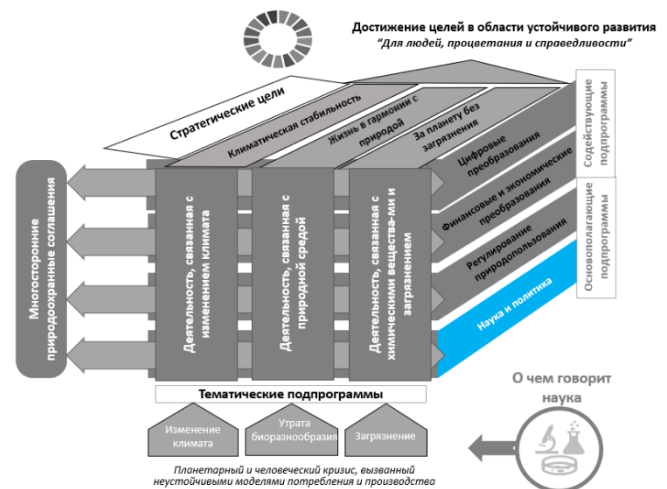 Достижение целей в области устойчивого развития
“Для людей, процветания и справедливости”
Стратегические цели
Климатическая стабильность
Жизнь в гармонии с
природой
За планету без
загрязнения
Цифровые
преобразования
Финансовые и экономические
преобразования
Регулирование
природопользования
Наука и политика
Содействующие
подпрограммы
Основополагающие
подпрограммы
Многосторонние
природоохранные соглашения
Деятельность, связанная с
изменением климата
Деятельность, связанная с
природной средой
Деятельность, связанная с
химическими вещества-ми и
загрязнением
Тематические подпрограммы
Изменение
климата
Утрата
биоразнообразия
Загрязнение
О чем говорит
наука
Планетарный и человеческий кризис, вызванный
неустойчивыми моделями потребления и производства